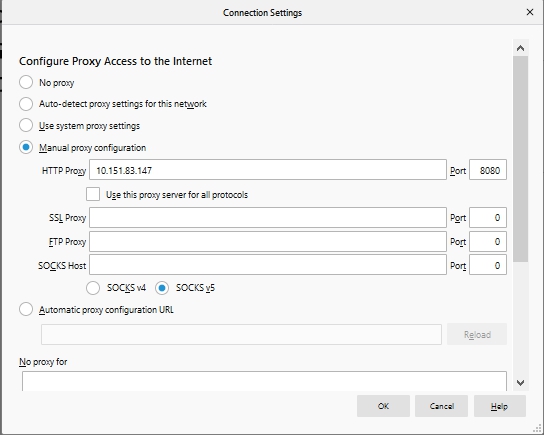 Connection Settings
Configure Proxy Access to the Internet
No proxy
Auto-detect proxy settings for this network
Use system proxy settings
Manual proxy configuration
HTTP Proxy 10.151.83.147 Port 8080
Use this proxy server for all protocols
SSL Proxy Port 0
FTP Proxy Port 0
SOCKS Host Port 0
SOCKS v4 SOCKS v5
Automatic proxy configuration URL
Reload
No proxy for
OK Cancel Help